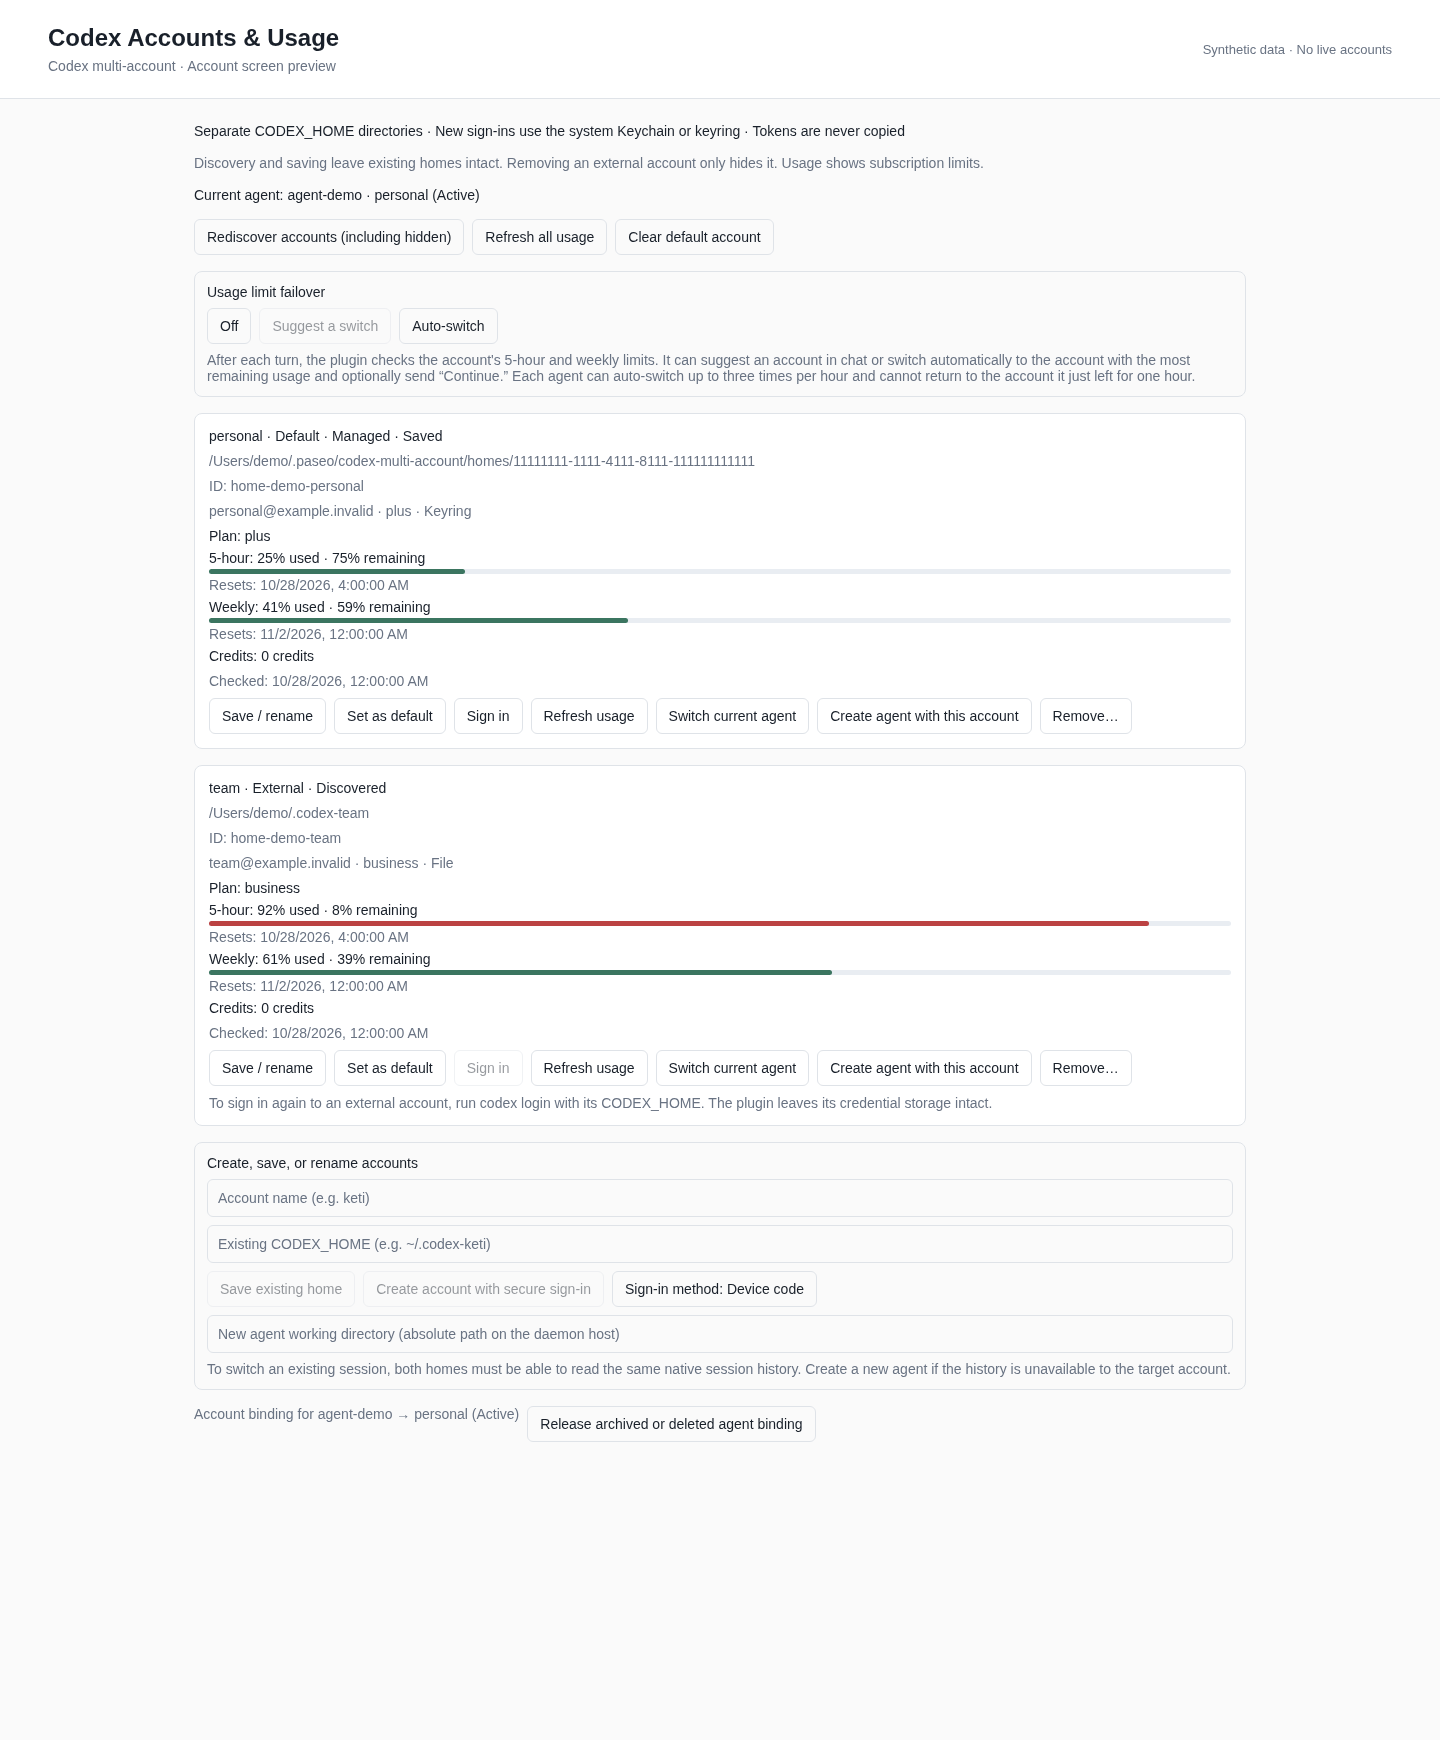 Codex Accounts & Usage
Codex multi-account · Account screen preview
Synthetic data · No live accounts
Separate CODEX_HOME directories · New sign-ins use the system Keychain or keyring · Tokens are never copied
Discovery and saving leave existing homes intact. Removing an external account only hides it. Usage shows subscription limits.
Current agent: agent-demo · personal (Active)
Rediscover accounts (including hidden) Refresh all usage Clear default account
Usage limit failover
Off Suggest a switch Auto-switch
After each turn, the plugin checks the account's 5-hour and weekly limits. It can suggest an account in chat or switch automatically to the account with the most
remaining usage and optionally send “Continue.” Each agent can auto-switch up to three times per hour and cannot return to the account it just left for one hour.
personal · Default · Managed · Saved
/Users/demo/.paseo/codex-multi-account/homes/11111111-1111-4111-8111-111111111111
ID: home-demo-personal
personal@example.invalid · plus · Keyring
Plan: plus
5-hour: 25% used · 75% remaining
Resets: 10/28/2026, 4:00:00 AM
Weekly: 41% used · 59% remaining
Resets: 11/2/2026, 12:00:00 AM
Credits: 0 credits
Checked: 10/28/2026, 12:00:00 AM
Save / rename Set as default Sign in Refresh usage Switch current agent Create agent with this account Remove…
team · External · Discovered
/Users/demo/.codex-team
ID: home-demo-team
team@example.invalid · business · File
Plan: business
5-hour: 92% used · 8% remaining
Resets: 10/28/2026, 4:00:00 AM
Weekly: 61% used · 39% remaining
Resets: 11/2/2026, 12:00:00 AM
Credits: 0 credits
Checked: 10/28/2026, 12:00:00 AM
Save / rename Set as default Sign in Refresh usage Switch current agent Create agent with this account Remove…
To sign in again to an external account, run codex login with its CODEX_HOME. The plugin leaves its credential storage intact.
Create, save, or rename accounts
Account name (e.g. keti)
Existing CODEX_HOME (e.g. ~/.codex-keti)
Save existing home Create account with secure sign-in Sign-in method: Device code
New agent working directory (absolute path on the daemon host)
To switch an existing session, both homes must be able to read the same native session history. Create a new agent if the history is unavailable to the target account.
Account binding for agent-demo → personal (Active) Release archived or deleted agent binding